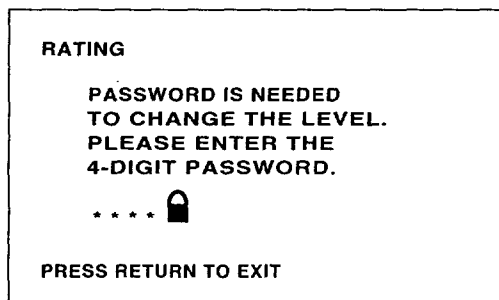 RATING
PASSWORD IS NEEDED
TO CHANGE THE LEVEL.
PLEASE ENTER THE
4-DIGIT PASSWORD.
* * * *
PRESS RETURN TO EXIT